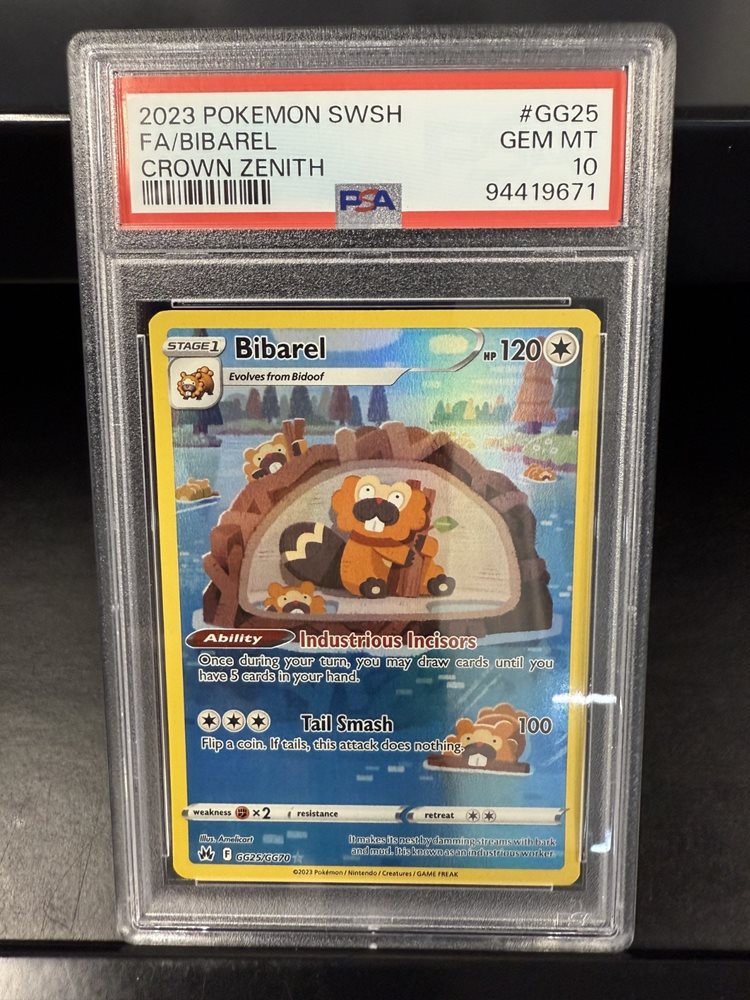 2023 POKEMON SWSH #GG25
FA/BIBAREL GEM MT
CROWN ZENITH 10
PSA 94419671
STAGE 1 Bibarel HP 120
Evolves from Bidoof
Ability Industrious Incisors
Once during your turn, you may draw cards until you
have 5 cards in your hand.
Tail Smash 100
Flip a coin. If tails, this attack does nothing.
weakness ×2 resistance retreat
Illus. Amelicart It makes its nest by damming streams with bark
and mud. It is known as an industrious worker.
F GG25/GG70
©2023 Pokémon / Nintendo / Creatures / GAME FREAK